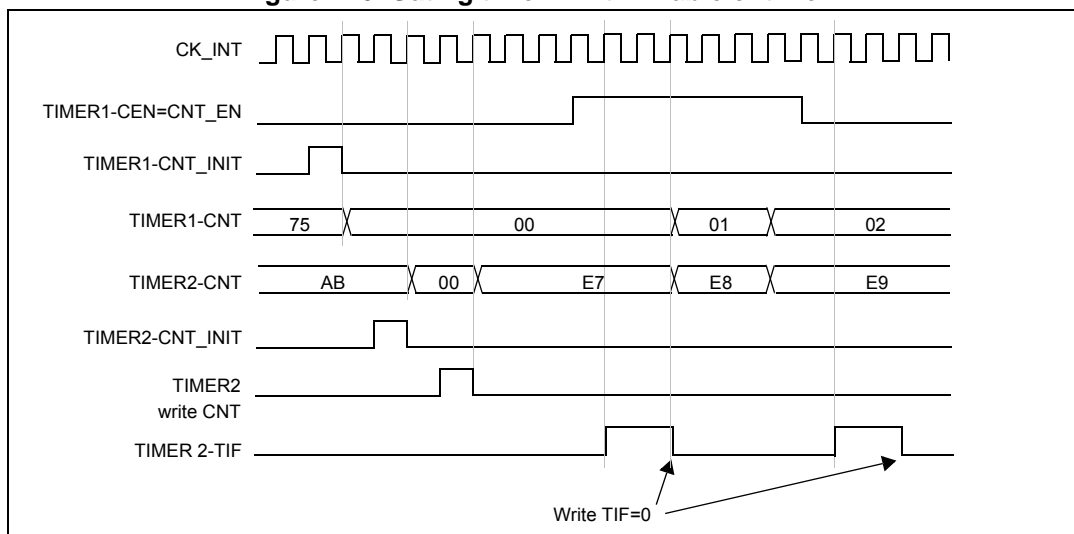 CK_INT
TIMER1-CEN=CNT_EN
TIMER1-CNT_INIT
TIMER1-CNT 75 00 01 02
TIMER2-CNT AB 00 E7 E8 E9
TIMER2-CNT_INIT
TIMER2
write CNT
TIMER 2-TIF
Write TIF=0